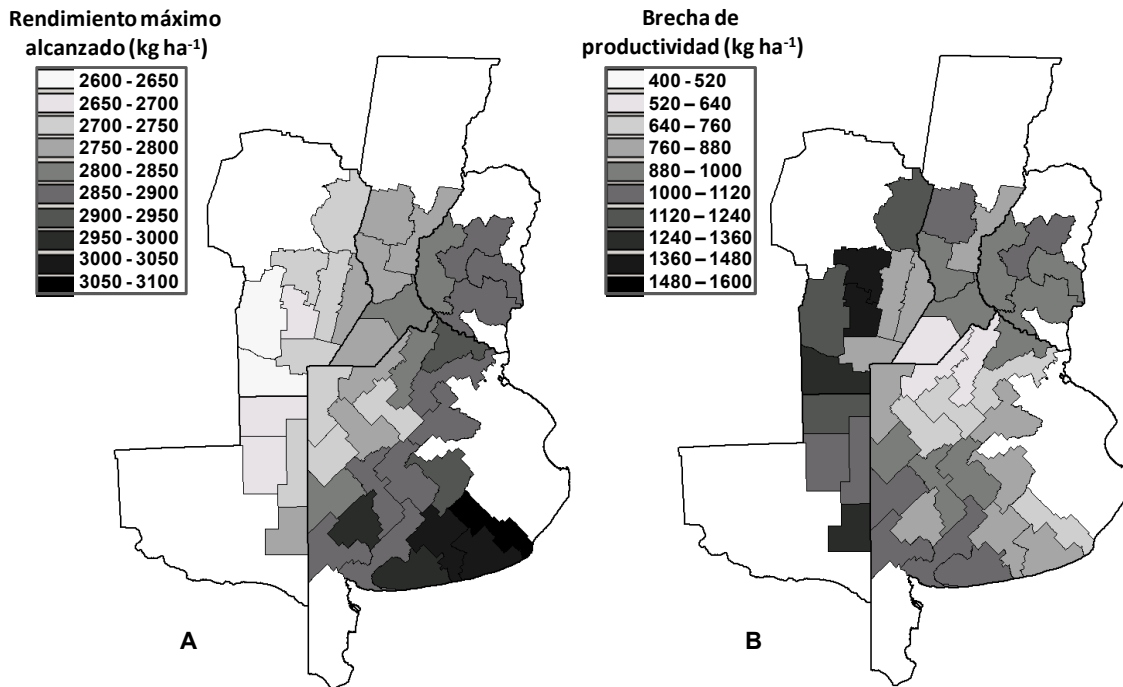 Rendimiento máximo
alcanzado (kg ha⁻¹)
2600 - 2650
2650 - 2700
2700 - 2750
2750 - 2800
2800 - 2850
2850 - 2900
2900 - 2950
2950 - 3000
3000 - 3050
3050 - 3100
A
Brecha de
productividad (kg ha⁻¹)
400 - 520
520 – 640
640 – 760
760 – 880
880 – 1000
1000 – 1120
1120 – 1240
1240 – 1360
1360 – 1480
1480 – 1600
B